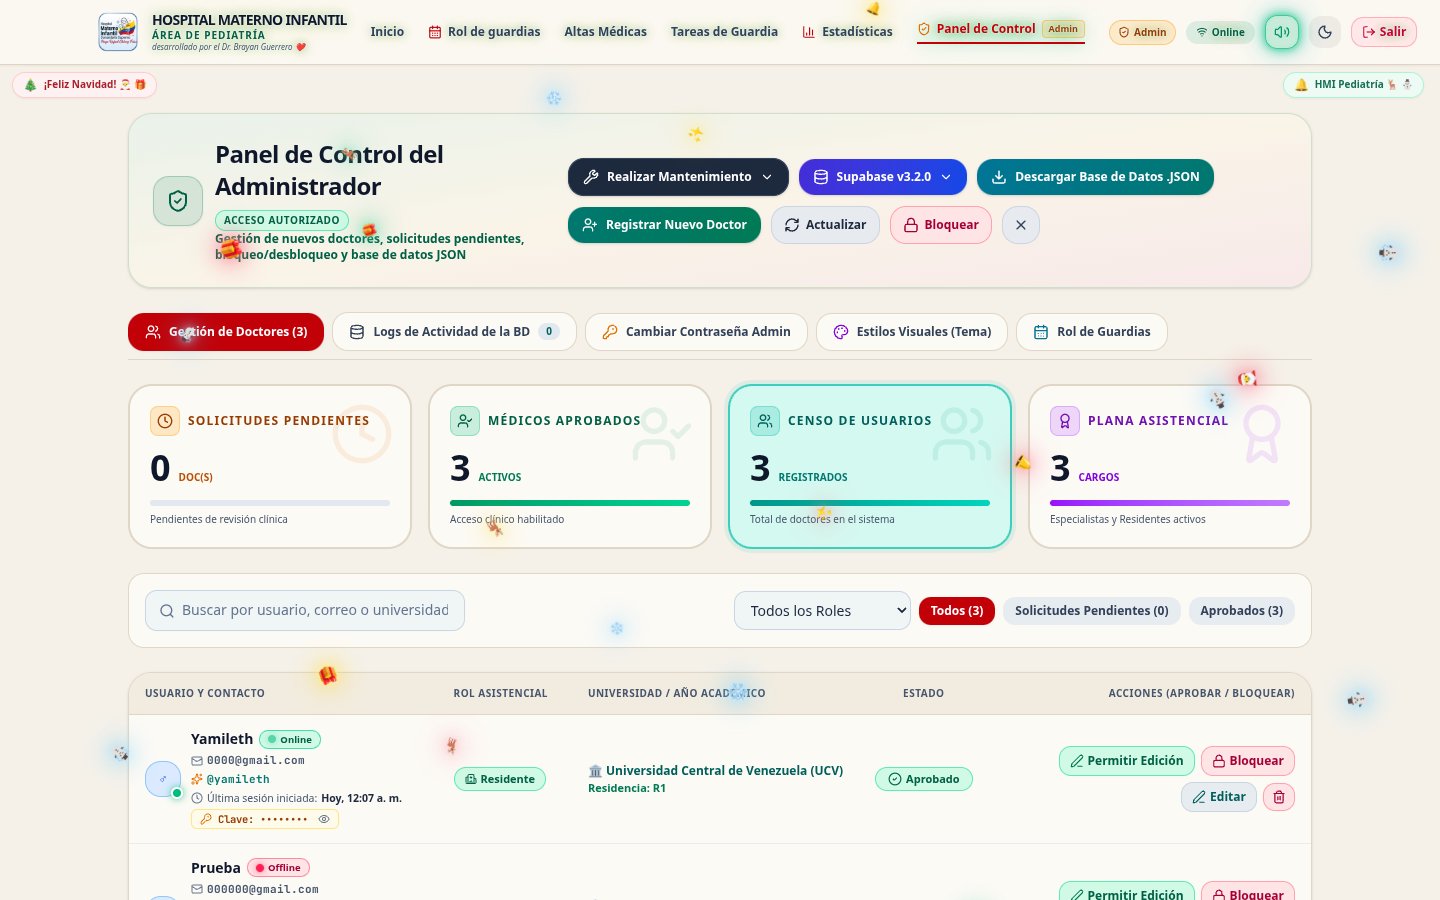 HOSPITAL MATERNO INFANTIL
ÁREA DE PEDIATRÍA
desarrollado por el Dr. Brayan Guerrero
Inicio
Rol de guardias
Altas Médicas
Tareas de Guardia
Estadísticas
Panel de Control
Admin
Admin
Online
Salir
¡Feliz Navidad!
HMI Pediatría
Panel de Control del
Administrador
ACCESO AUTORIZADO
Gestión de nuevos doctores, solicitudes pendientes,
bloqueo/desbloqueo y base de datos JSON
Realizar Mantenimiento
Supabase v3.2.0
Descargar Base de Datos .JSON
Registrar Nuevo Doctor
Actualizar
Bloquear
Gestión de Doctores (3)
Logs de Actividad de la BD 0
Cambiar Contraseña Admin
Estilos Visuales (Tema)
Rol de Guardias
SOLICITUDES PENDIENTES
0 DOC(S)
Pendientes de revisión clínica
MÉDICOS APROBADOS
3 ACTIVOS
Acceso clínico habilitado
CENSO DE USUARIOS
3 REGISTRADOS
Total de doctores en el sistema
PLANA ASISTENCIAL
3 CARGOS
Especialistas y Residentes activos
Buscar por usuario, correo o universidad
Todos los Roles
Todos (3)
Solicitudes Pendientes (0)
Aprobados (3)
USUARIO Y CONTACTO
ROL ASISTENCIAL
UNIVERSIDAD / AÑO ACADÉMICO
ESTADO
ACCIONES (APROBAR / BLOQUEAR)
Yamileth Online
0000@gmail.com
@yamileth
Última sesión iniciada: Hoy, 12:07 a. m.
Clave: ••••••••
Residente
Universidad Central de Venezuela (UCV)
Residencia: R1
Aprobado
Permitir Edición
Bloquear
Editar
Prueba Offline
000000@gmail.com
Permitir Edición
Bloquear